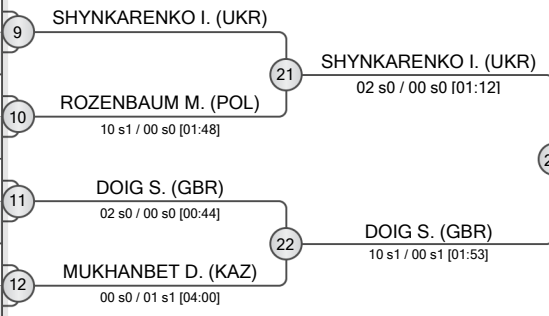 SHYNKARENKO I. (UKR)
9
21
SHYNKARENKO I. (UKR)
02 s0 / 00 s0 [01:12]
ROZENBAUM M. (POL)
10
10 s1 / 00 s0 [01:48]
DOIG S. (GBR)
11
02 s0 / 00 s0 [00:44]
22
DOIG S. (GBR)
10 s1 / 00 s1 [01:53]
MUKHANBET D. (KAZ)
12
00 s0 / 01 s1 [04:00]